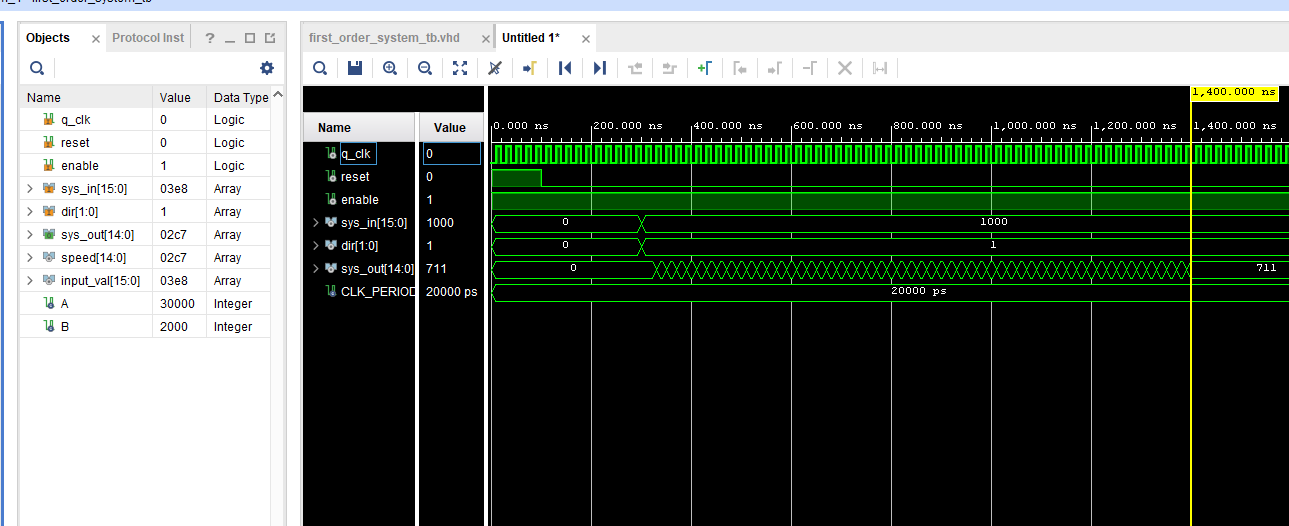 first_order_system_tb
Objects × Protocol Inst ?
Name Value Data Type
q_clk 0 Logic
reset 0 Logic
enable 1 Logic
sys_in[15:0] 03e8 Array
dir[1:0] 1 Array
sys_out[14:0] 02c7 Array
speed[14:0] 02c7 Array
input_val[15:0] 03e8 Array
A 30000 Integer
B 2000 Integer
first_order_system_tb.vhd × Untitled 1* ×
1,400.000 ns
Name Value
0.000 ns 200.000 ns 400.000 ns 600.000 ns 800.000 ns 1,000.000 ns 1,200.000 ns 1,400.000 ns
q_clk 0
reset 0
enable 1
sys_in[15:0] 1000 0 1000
dir[1:0] 1 0 1
sys_out[14:0] 711 0 711
CLK_PERIOD 20000 ps 20000 ps